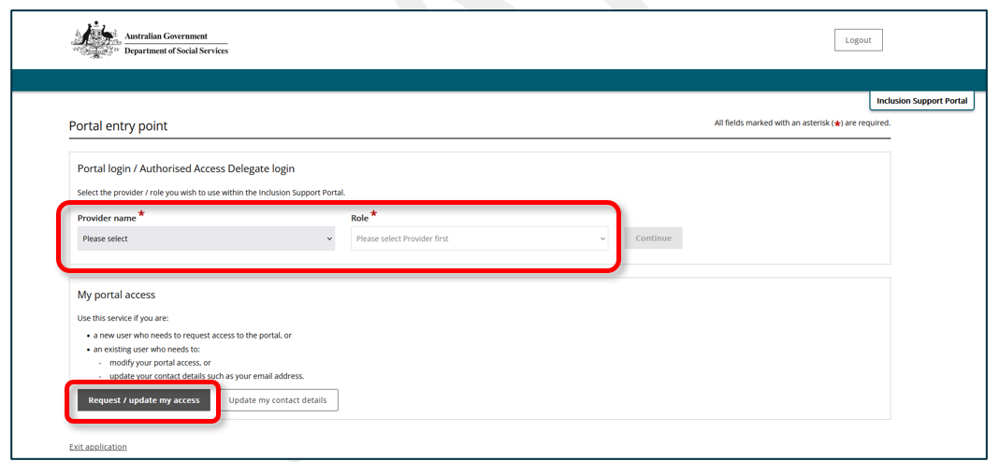 Australian Government
Department of Social Services
Logout
Inclusion Support Portal
Portal entry point
All fields marked with an asterisk (*) are required.
Portal login / Authorised Access Delegate login
Select the provider / role you wish to use within the Inclusion Support Portal.
Provider name *
Role *
Please select
Please select Provider first
Continue
My portal access
Use this service if you are:
• a new user who needs to request access to the portal, or
• an existing user who needs to:
- modify your portal access, or
- update your contact details such as your email address.
Request / update my access
Update my contact details
Exit application